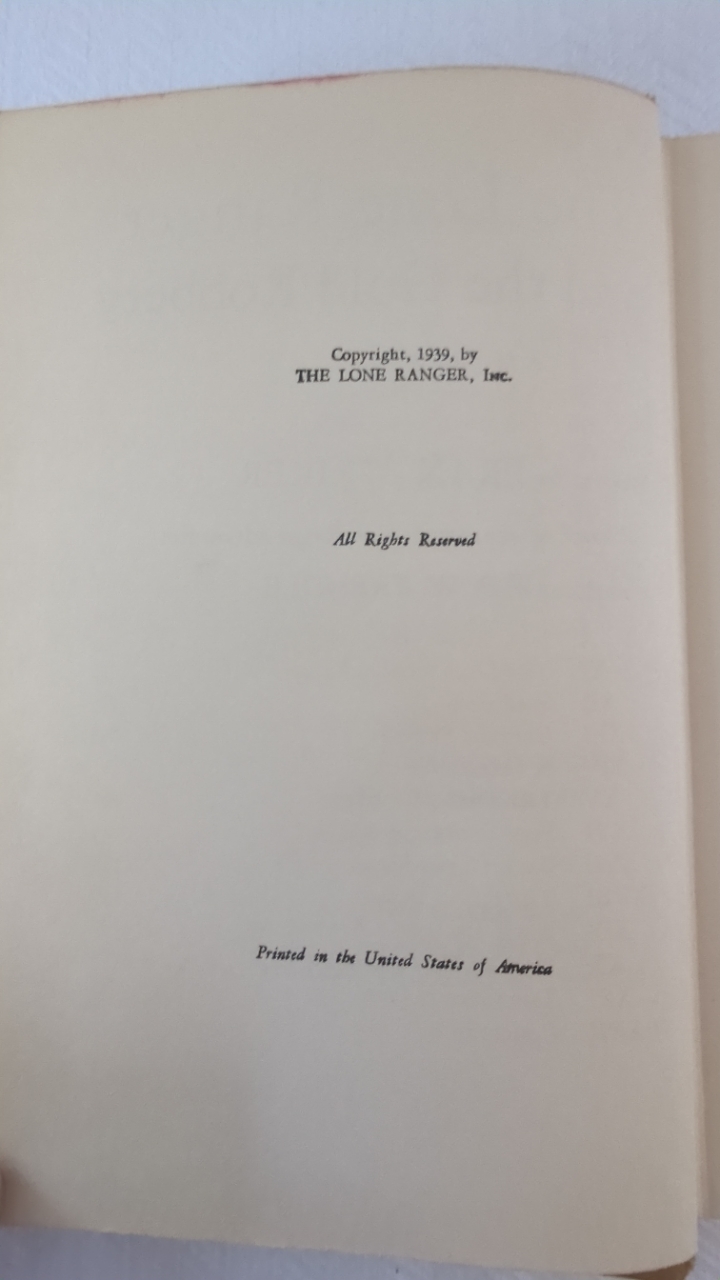 Copyright, 1939, by
THE LONE RANGER, Inc.
All Rights Reserved
Printed in the United States of America